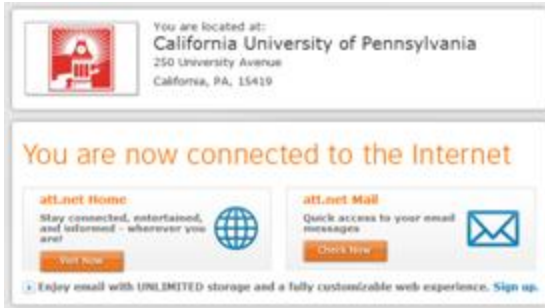 You are located at:
California University of Pennsylvania
250 University Avenue
California, PA, 15419
You are now connected to the Internet
att.net Home
Stay connected, entertained,
and informed - wherever you
are!
Visit Now
att.net Mail
Quick access to your email
messages
Check Now
Enjoy email with UNLIMITED storage and a fully customizable web experience. Sign up.